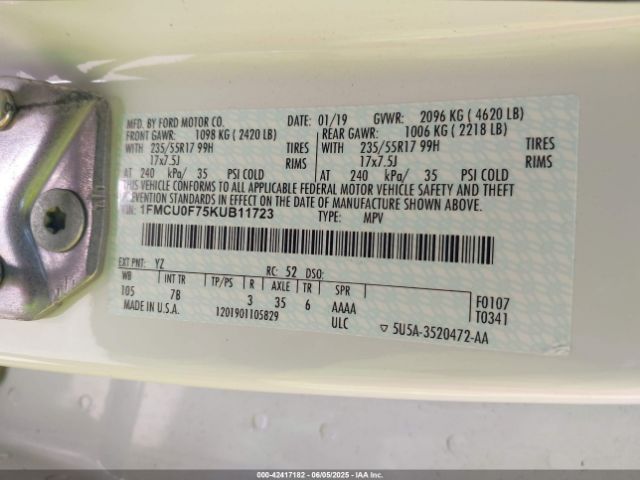 MFD. BY FORD MOTOR CO. DATE: 01/19 GVWR: 2096 KG ( 4620 LB)
FRONT GAWR: 1098 KG ( 2420 LB) REAR GAWR: 1006 KG ( 2218 LB)
WITH 235/55R17 99H TIRES WITH 235/55R17 99H TIRES
17x7.5J RIMS 17x7.5J RIMS
AT 240 kPa/ 35 PSI COLD AT 240 kPa/ 35 PSI COLD
THIS VEHICLE CONFORMS TO ALL APPLICABLE FEDERAL MOTOR VEHICLE SAFETY AND THEFT
PREVENTION STANDARDS IN EFFECT ON THE DATE OF MANUFACTURE SHOWN ABOVE.
VIN: 1FMCU0F75KUB11723 TYPE: MPV
EXT PNT: YZ RC: 52 DSO:
WB INT TR TP/PS R AXLE TR SPR
105 7B 3 35 6 AAAA F0107
MADE IN U.S.A. 1201901105829 ULC T0341
▽ 5U5A-3520472-AA
000-42417182 - 06/05/2025 - COPYRIGHT IAA, LLC.